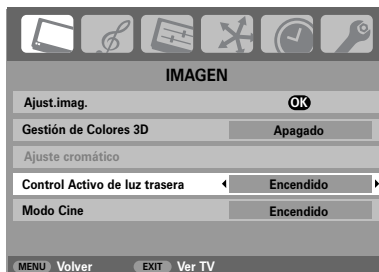 IMAGEN
Ajust.imag. OK
Gestión de Colores 3D Apagado
Ajuste cromático
Control Activo de luz trasera Encendido
Modo Cine Encendido
MENU Volver EXIT Ver TV